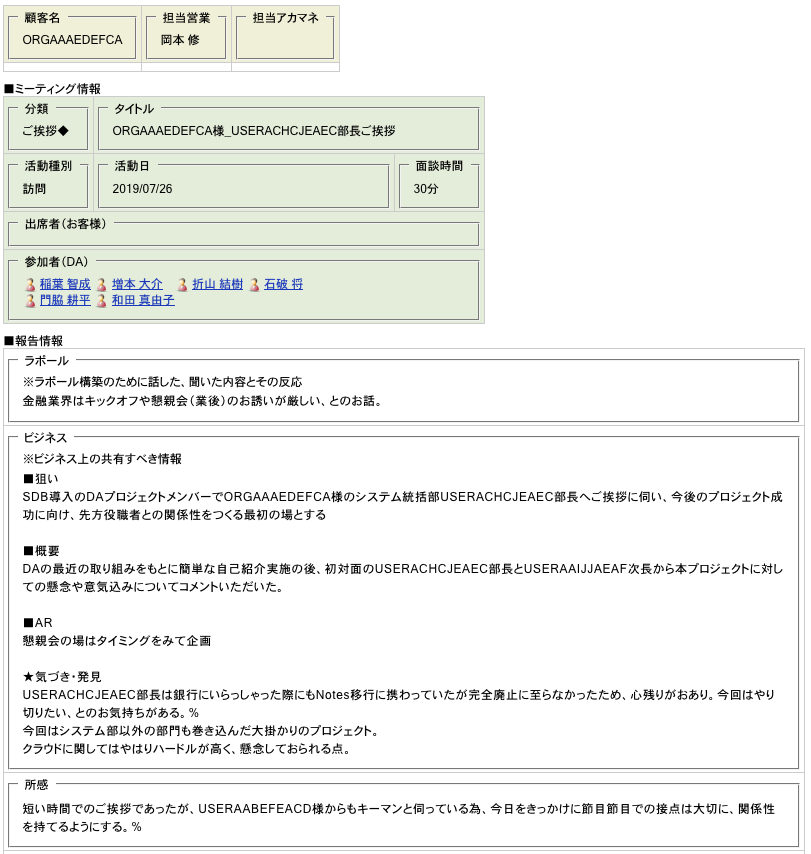 顧客名
ORGAAAEDEFCA
担当営業
岡本 修
担当アカマネ
■ミーティング情報
分類
ご挨拶◆
タイトル
ORGAAAEDEFCA様_USERACHCJEAEC部長ご挨拶
活動種別
訪問
活動日
2019/07/26
面談時間
30分
出席者(お客様)
参加者(DA)
稲葉 智成 増本 大介 折山 結樹 石破 将
門脇 耕平 和田 真由子
■報告情報
ラポール
※ラポール構築のために話した、聞いた内容とその反応
金融業界はキックオフや懇親会(業後)のお誘いが厳しい、とのお話。
ビジネス
※ビジネス上の共有すべき情報
■狙い
SDB導入のDAプロジェクトメンバーでORGAAAEDEFCA様のシステム統括部USERACHCJEAEC部長へご挨拶に伺い、今後のプロジェクト成
功に向け、先方役職者との関係性をつくる最初の場とする
■概要
DAの最近の取り組みをもとに簡単な自己紹介実施の後、初対面のUSERACHCJEAEC部長とUSERAAIJJAEAF次長から本プロジェクトに対し
ての懸念や意気込みについてコメントいただいた。
■AR
懇親会の場はタイミングをみて企画
★気づき・発見
USERACHCJEAEC部長は銀行にいらっしゃった際にもNotes移行に携わっていたが完全廃止に至らなかったため、心残りがおあり。今回はやり
切りたい、とのお気持ちがある。%
今回はシステム部以外の部門も巻き込んだ大掛かりのプロジェクト。
クラウドに関してはやはりハードルが高く、懸念しておられる点。
所感
短い時間でのご挨拶であったが、USERAABEFEACD様からもキーマンと伺っている為、今日をきっかけに節目節目での接点は大切に、関係性
を持てるようにする。%